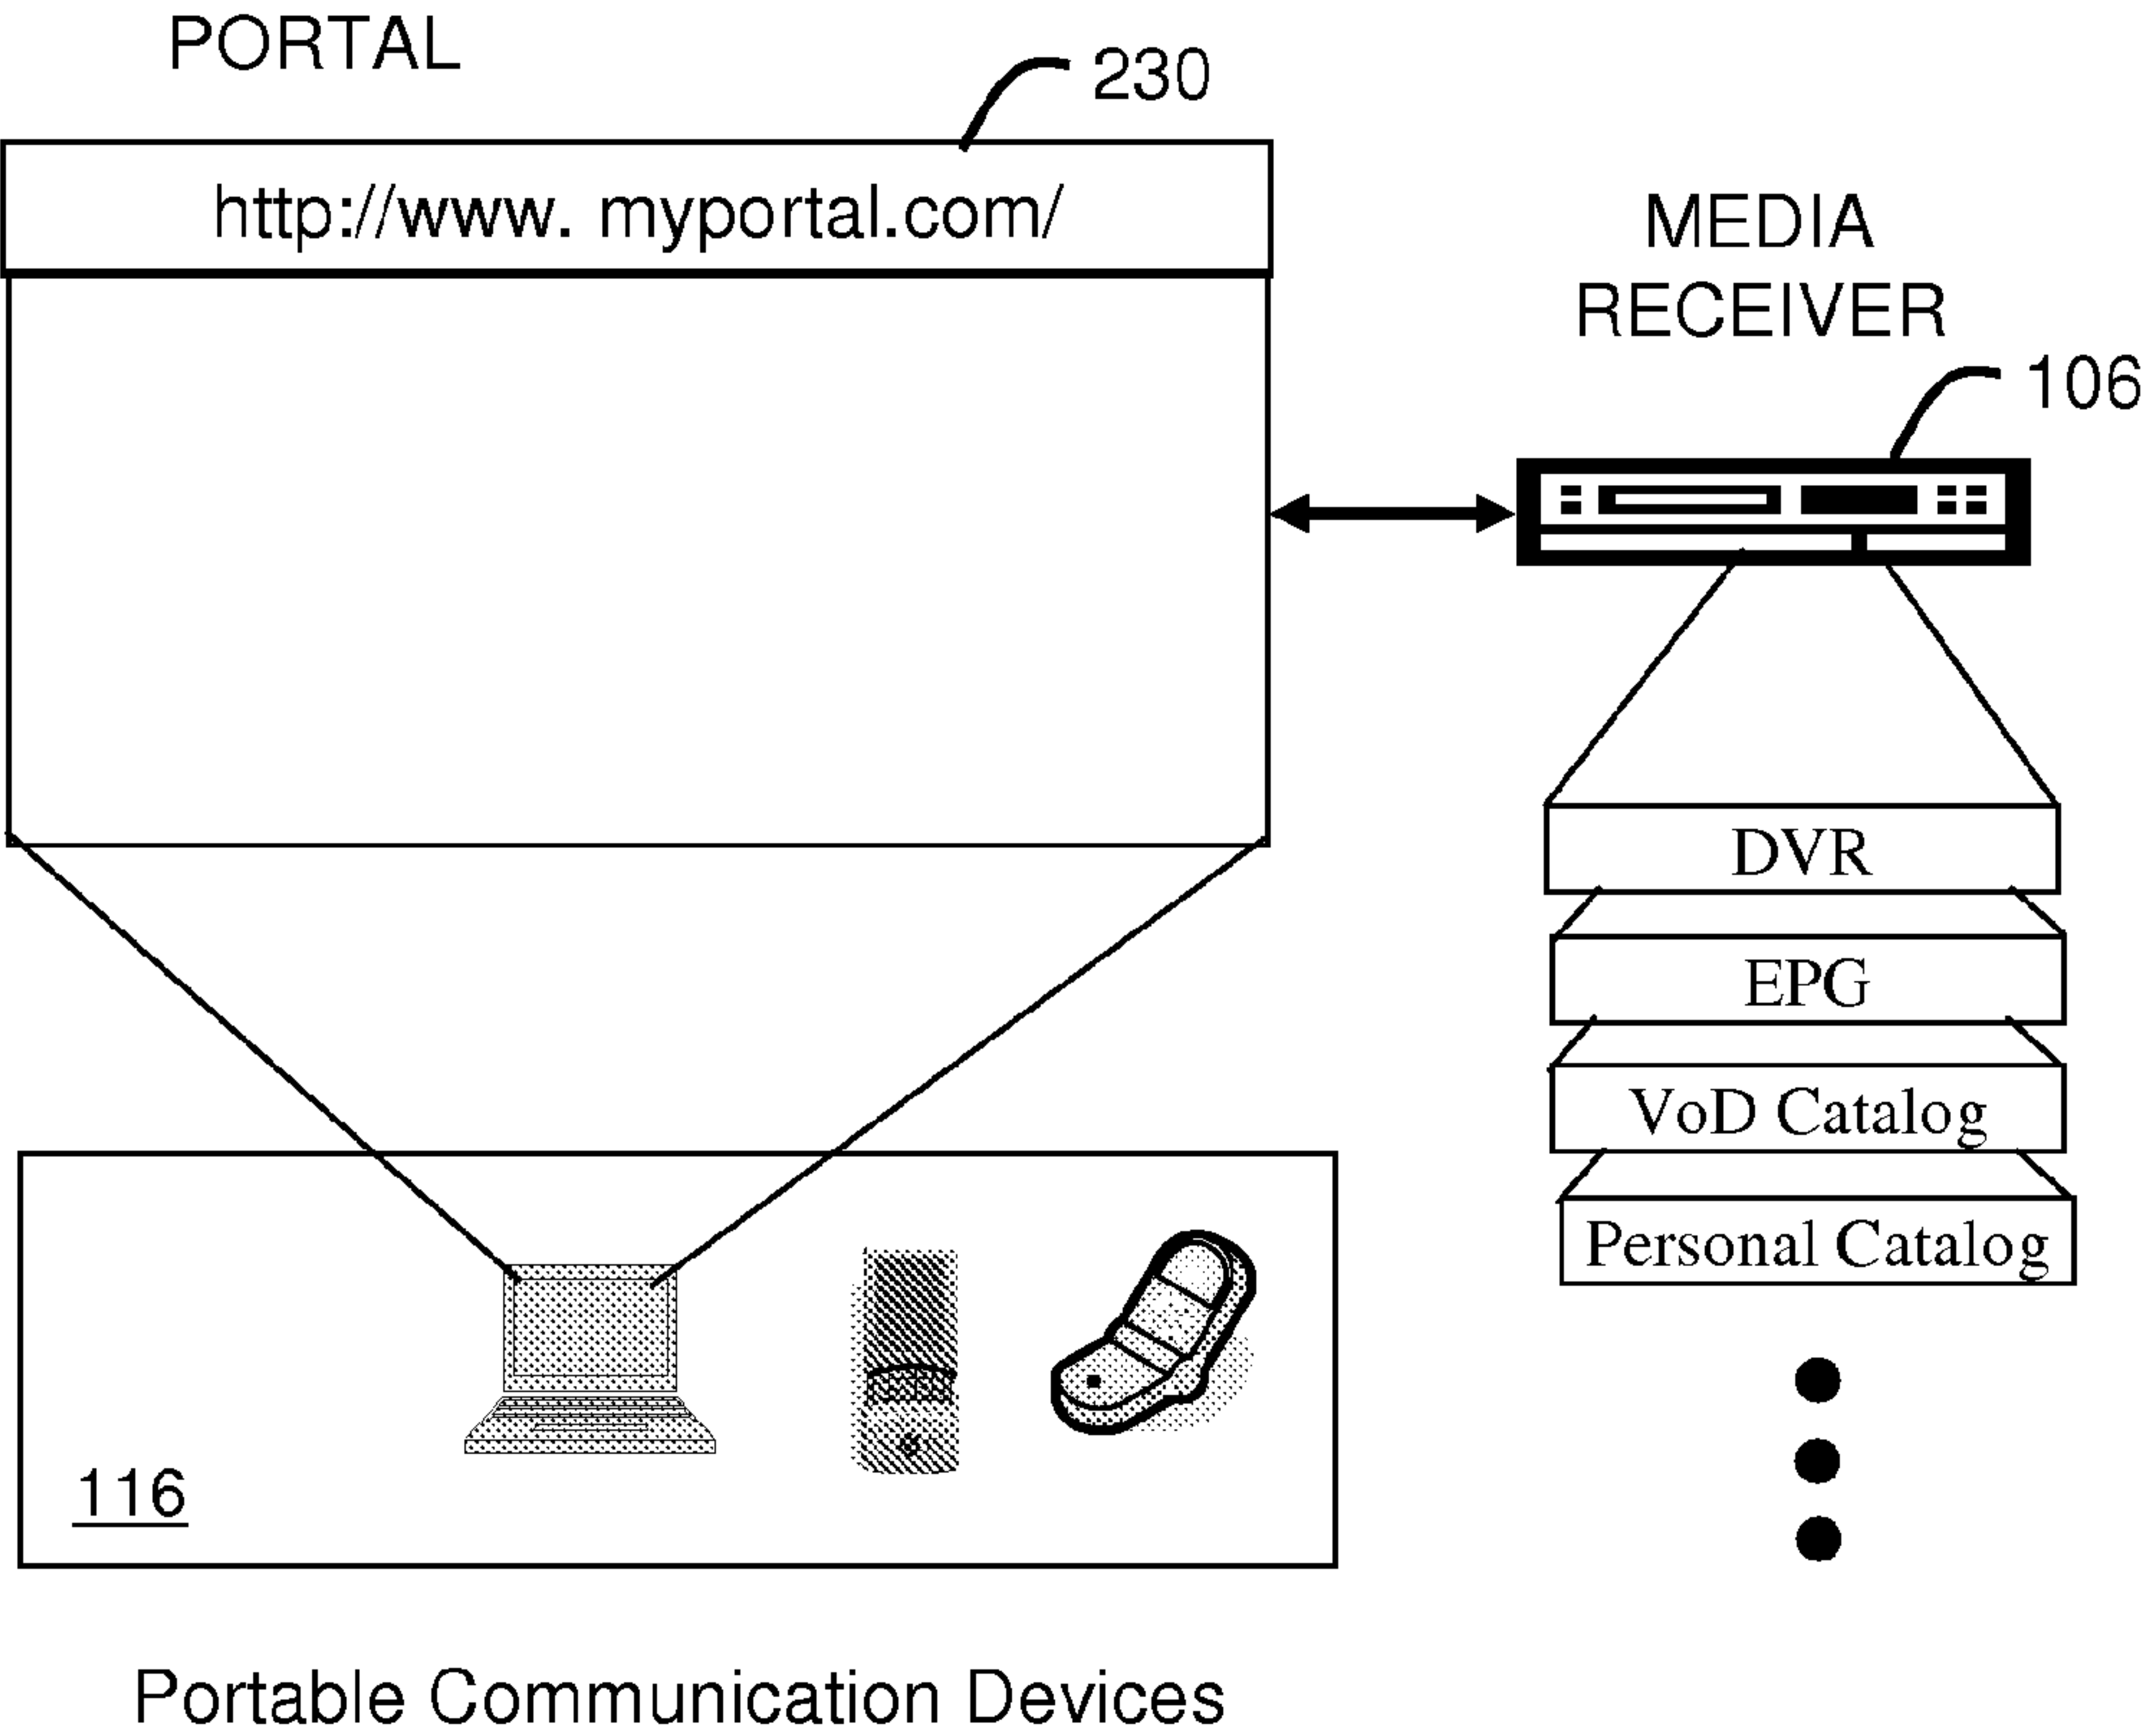 PORTAL
230
http://www. myportal.com/
MEDIA
RECEIVER
106
DVR
EPG
VoD Catalog
Personal Catalog
116
Portable Communication Devices